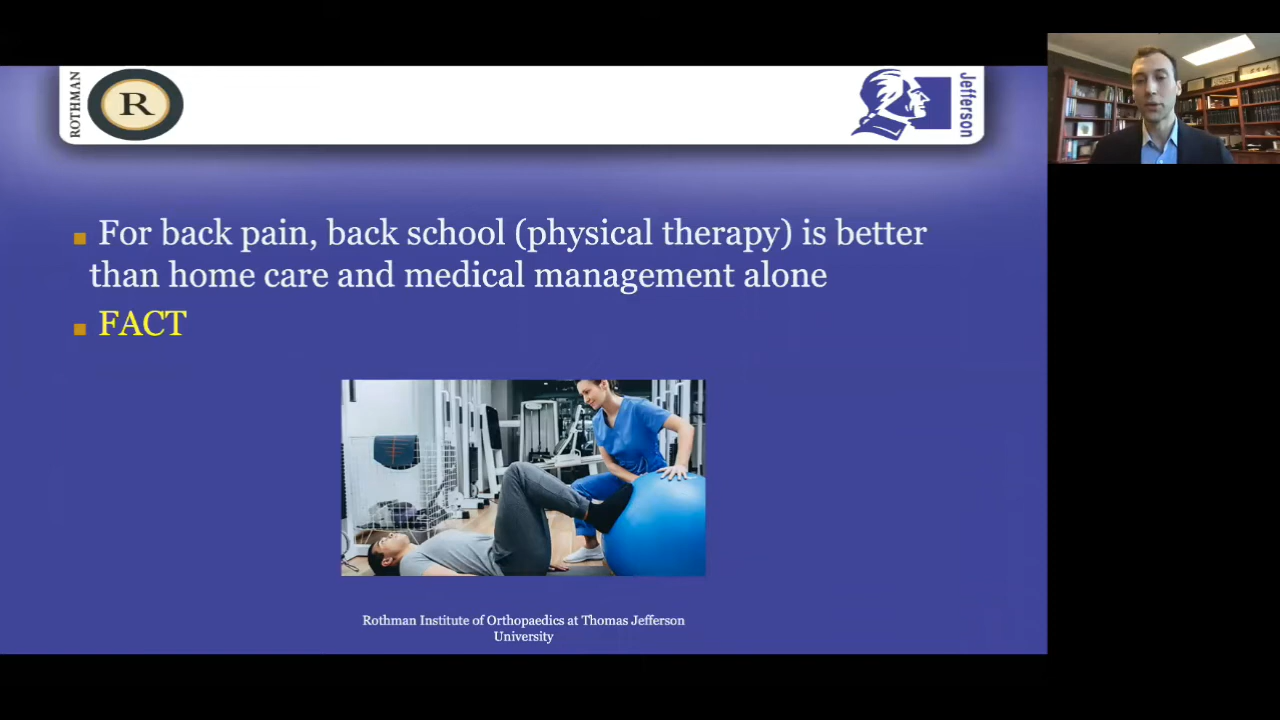 ROTHMAN
R
Jefferson
For back pain, back school (physical therapy) is better
than home care and medical management alone
FACT
Rothman Institute of Orthopaedics at Thomas Jefferson
University